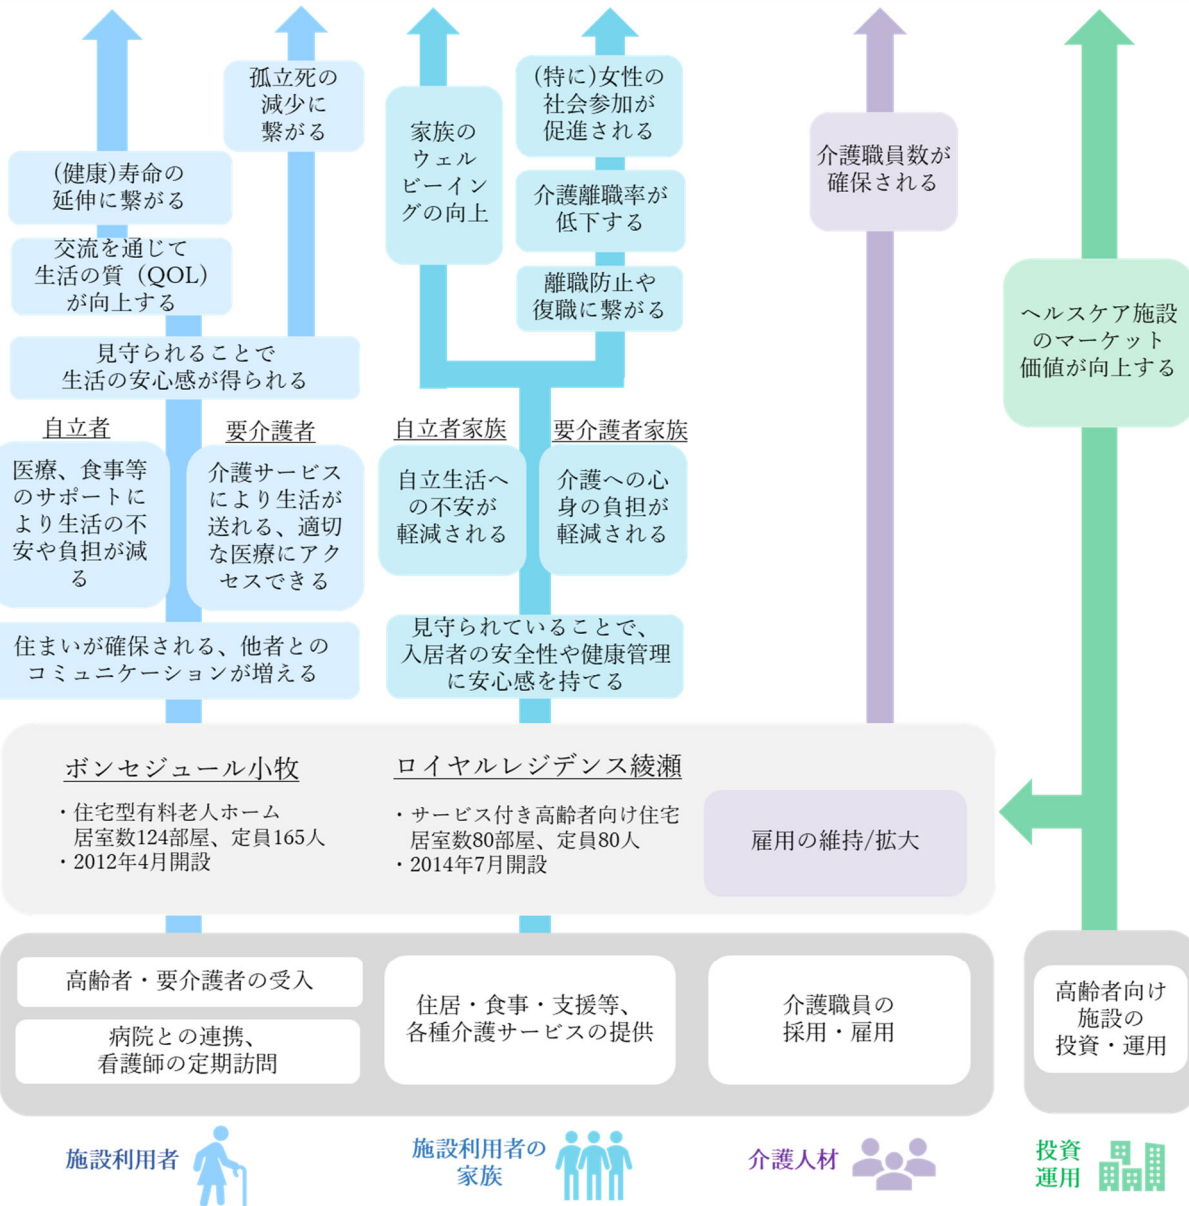 孤立死の
減少に
繋がる
(健康)寿命の
延伸に繋がる
交流を通じて
生活の質（QOL）
が向上する
見守られることで
生活の安心感が得られる
自立者
医療、食事等
のサポートに
より生活の不
安や負担が減
る
要介護者
介護サービス
により生活が
送れる、適切
な医療にアク
セスできる
住まいが確保される、他者との
コミュニケーションが増える
家族の
ウェル
ビーイン
グの向上
(特に)女性の
社会参加が
促進される
介護離職率が
低下する
離職防止や
復職に繋がる
自立者家族
自立生活へ
の不安が
軽減される
要介護者家族
介護への心
身の負担が
軽減される
見守られていることで、
入居者の安全性や健康管理
に安心感を持てる
介護職員数が
確保される
ヘルスケア施設
のマーケット
価値が向上する
ボンセジュール小牧
・住宅型有料老人ホーム
居室数124部屋、定員165人
・2012年4月開設
ロイヤルレジデンス綾瀬
・サービス付き高齢者向け住宅
居室数80部屋、定員80人
・2014年7月開設
雇用の維持/拡大
高齢者・要介護者の受入
病院との連携、
看護師の定期訪問
住居・食事・支援等、
各種介護サービスの提供
介護職員の
採用・雇用
高齢者向け
施設の
投資・運用
施設利用者
施設利用者の
家族
介護人材
投資
運用